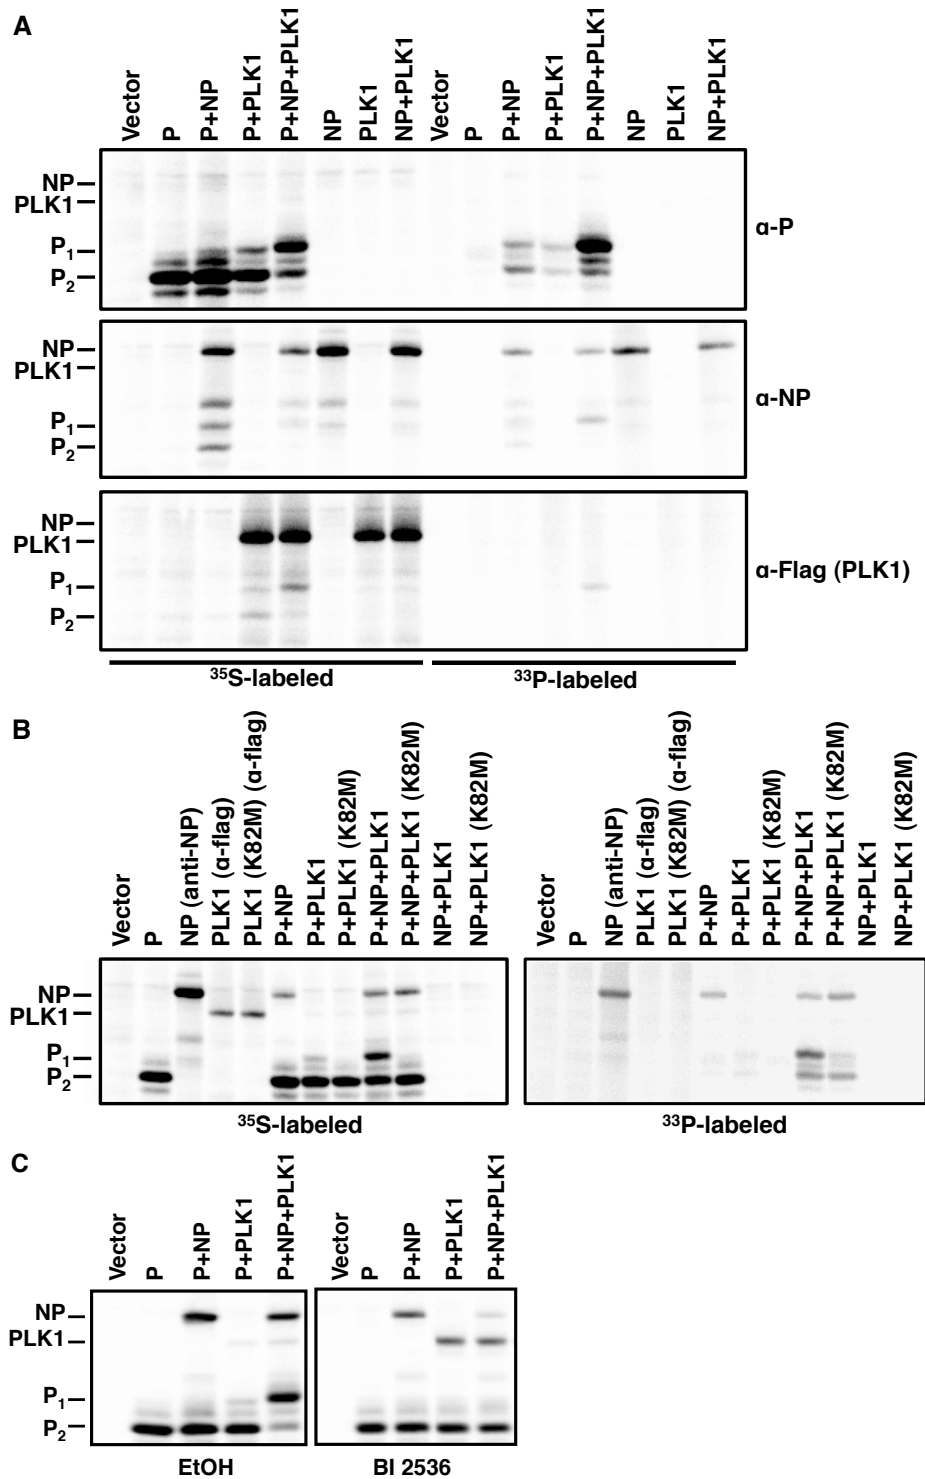 A
Vector P P+NP P+PLK1 P+NP+PLK1 NP PLK1 NP+PLK1 Vector P P+NP P+PLK1 P+NP+PLK1 NP PLK1 NP+PLK1
NP
PLK1
P₁
P₂
α-P
NP
PLK1
P₁
P₂
α-NP
NP
PLK1
P₁
P₂
α-Flag (PLK1)
³⁵S-labeled ³³P-labeled
B
Vector P NP (anti-NP) PLK1 (α-flag) PLK1 (K82M) (α-flag) P+NP P+PLK1 P+PLK1 (K82M) P+NP+PLK1 P+NP+PLK1 (K82M) NP+PLK1 NP+PLK1 (K82M)
Vector P NP (anti-NP) PLK1 (α-flag) PLK1 (K82M) (α-flag) P+NP P+PLK1 P+PLK1 (K82M) P+NP+PLK1 P+NP+PLK1 (K82M) NP+PLK1 NP+PLK1 (K82M)
NP
PLK1
P₁
P₂
³⁵S-labeled ³³P-labeled
C
Vector P P+NP P+PLK1 P+NP+PLK1 Vector P P+NP P+PLK1 P+NP+PLK1
NP
PLK1
P₁
P₂
EtOH BI 2536